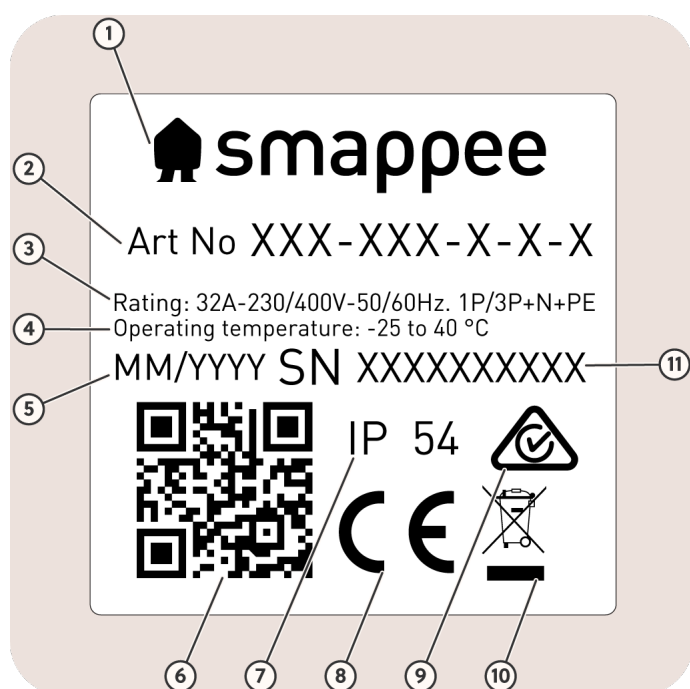 1
smappee
2
Art No XXX-XXX-X-X-X
3
Rating: 32A-230/400V-50/60Hz. 1P/3P+N+PE
4
Operating temperature: -25 to 40 °C
5
MM/YYYY SN XXXXXXXXXX
11
IP 54
CE
6
7
8
9
10